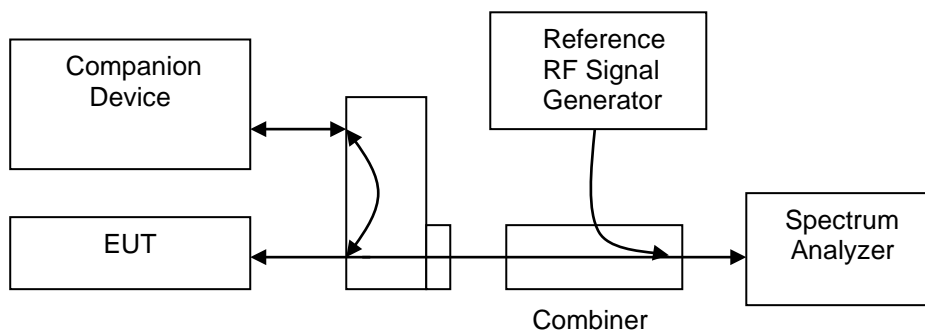 Companion
Device
Reference
RF Signal
Generator
EUT
Spectrum
Analyzer
Combiner